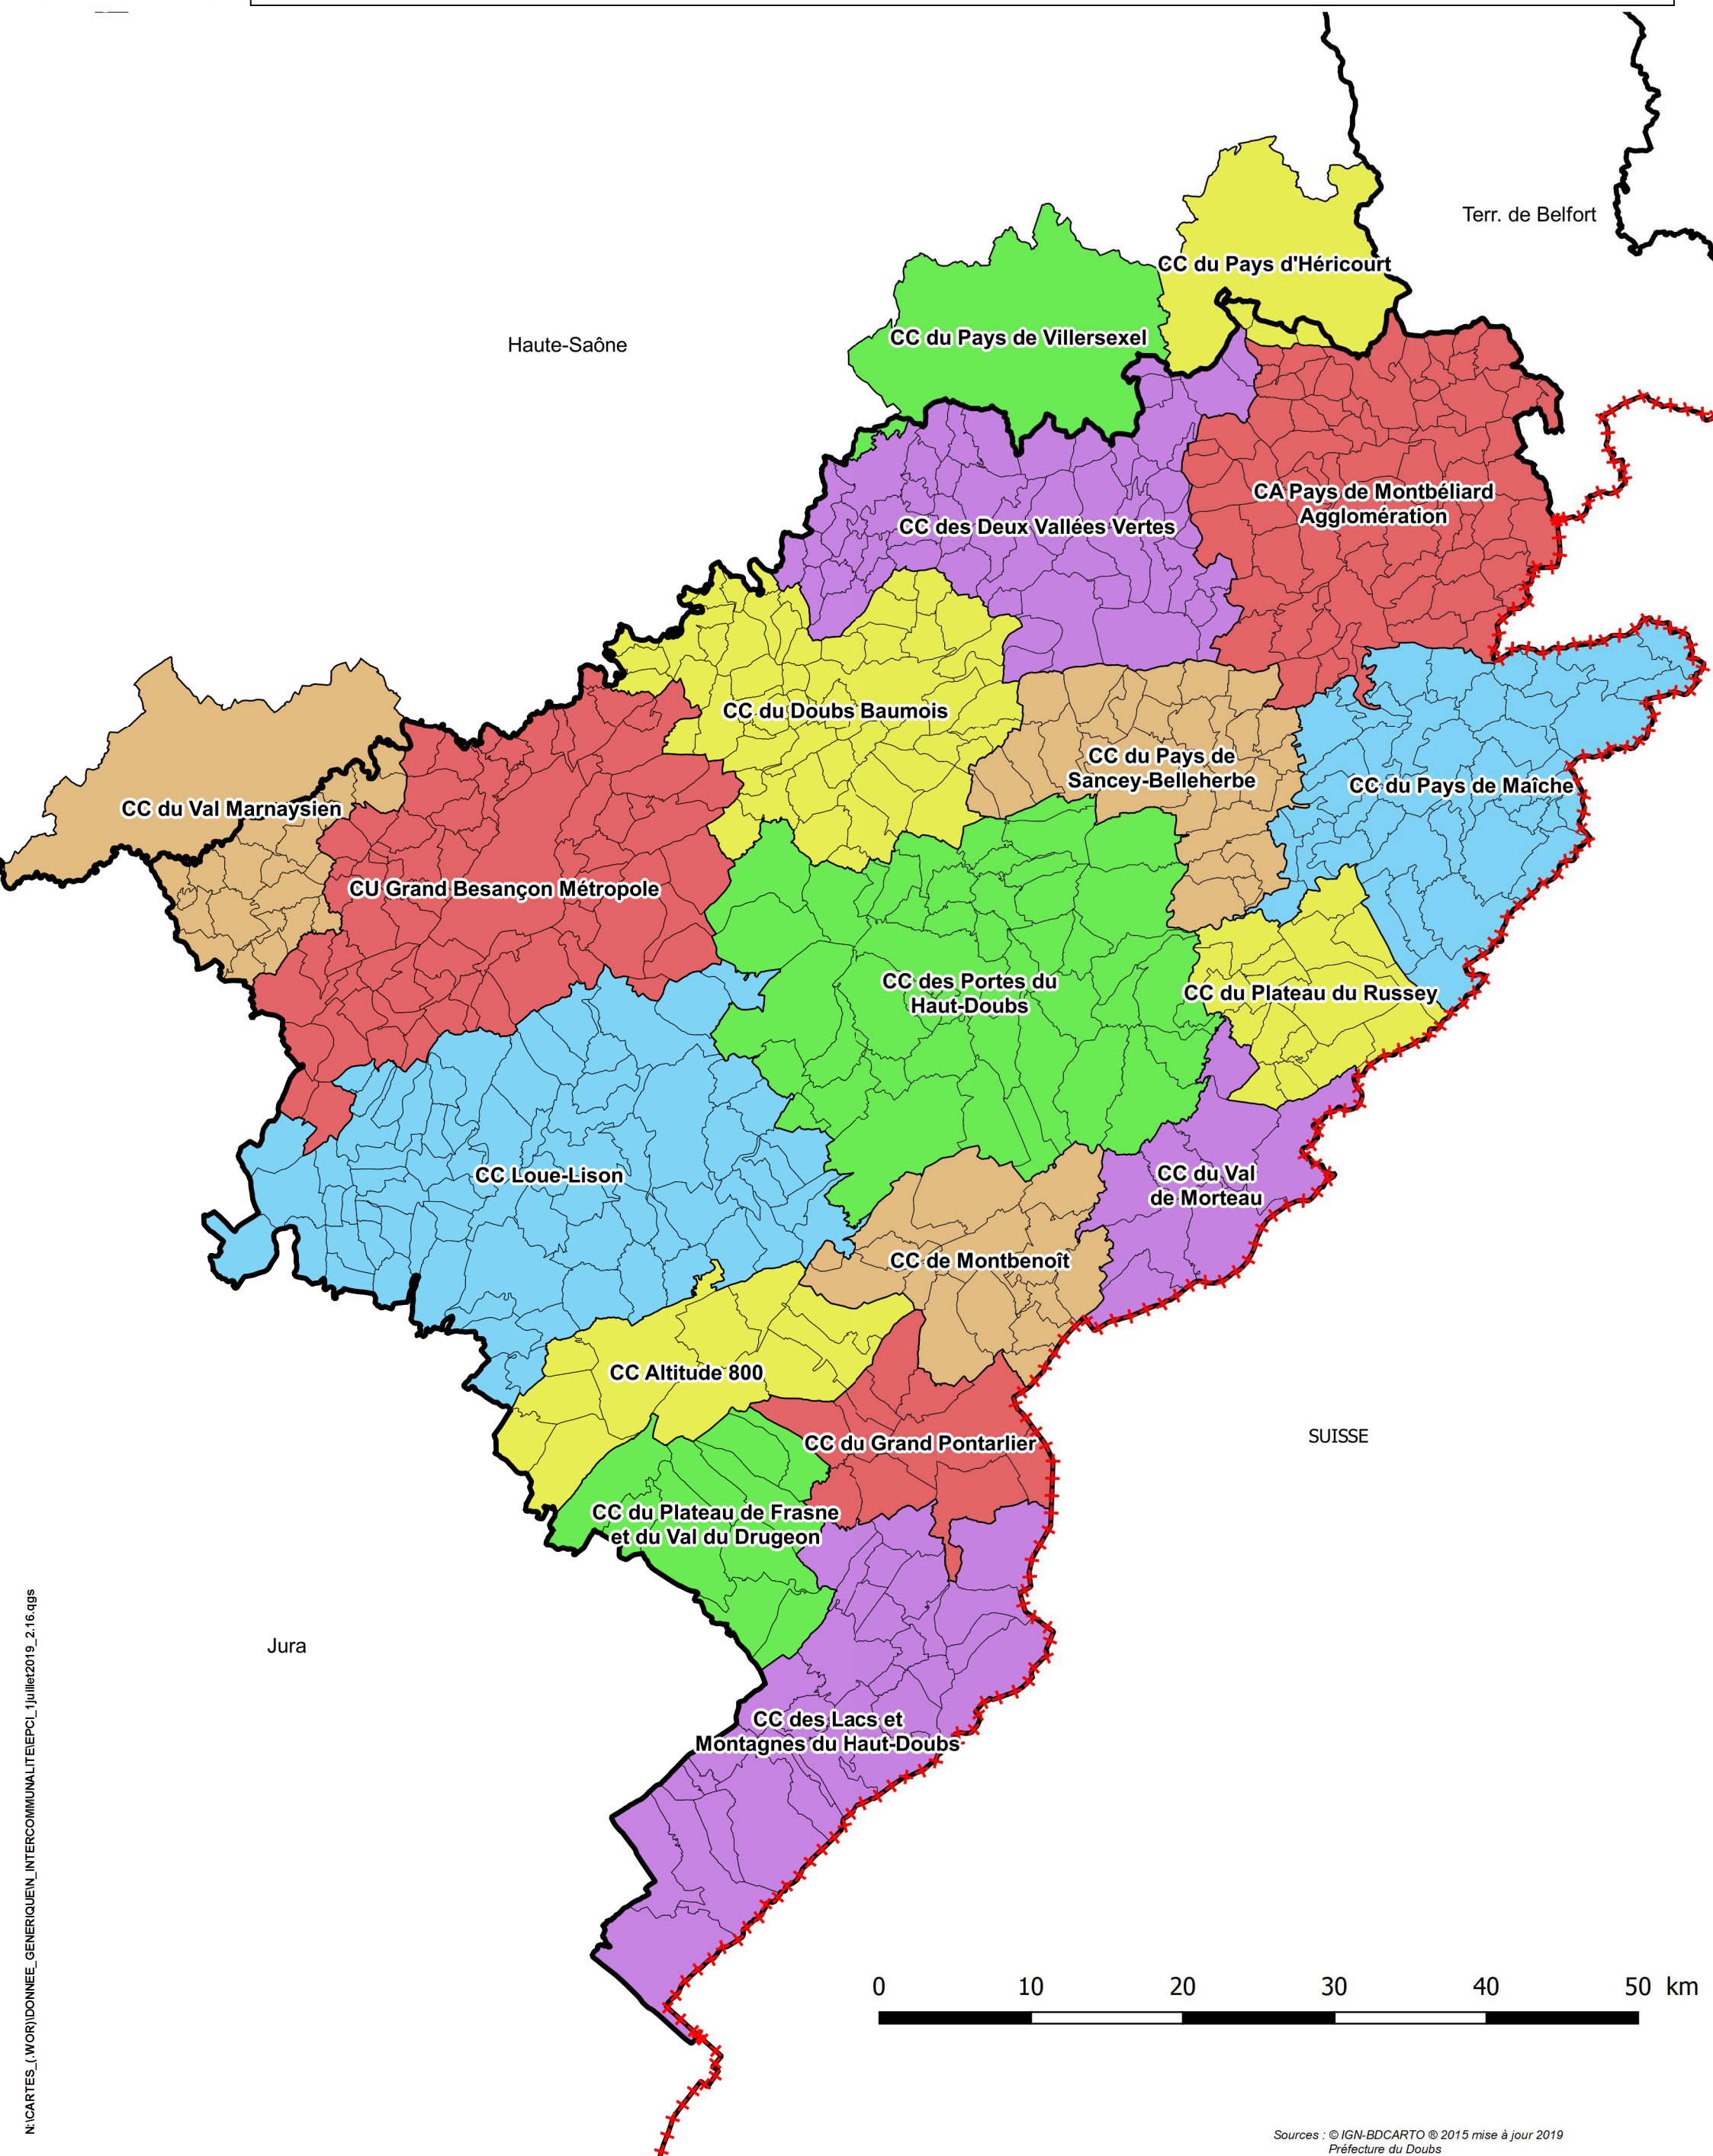 Terr. de Belfort
CC du Pays d'Héricourt
CC du Pays de Villersexel
Haute-Saône
CA Pays de Montbéliard
Agglomération
CC des Deux Vallées Vertes
CC du Doubs Baumois
CC du Pays de
Sancey-Belleherbe
CC du Pays de Maîche
CC du Val Marnaysien
CU Grand Besançon Métropole
CC des Portes du
Haut-Doubs
CC du Plateau du Russey
CC Loue-Lison
CC du Val
de Morteau
CC de Montbenoît
CC Altitude 800
CC du Grand Pontarlier
SUISSE
CC du Plateau de Frasne
et du Val du Drugeon
Jura
CC des Lacs et
Montagnes du Haut-Doubs
0 10 20 30 40 50 km
N:\CARTES_(.WOR)\DONNEE_GENERIQUE\N_INTERCOMMUNALITE\EPCI_1juillet2019_2.16.qgs
Sources : © IGN-BDCARTO ® 2015 mise à jour 2019
Préfecture du Doubs